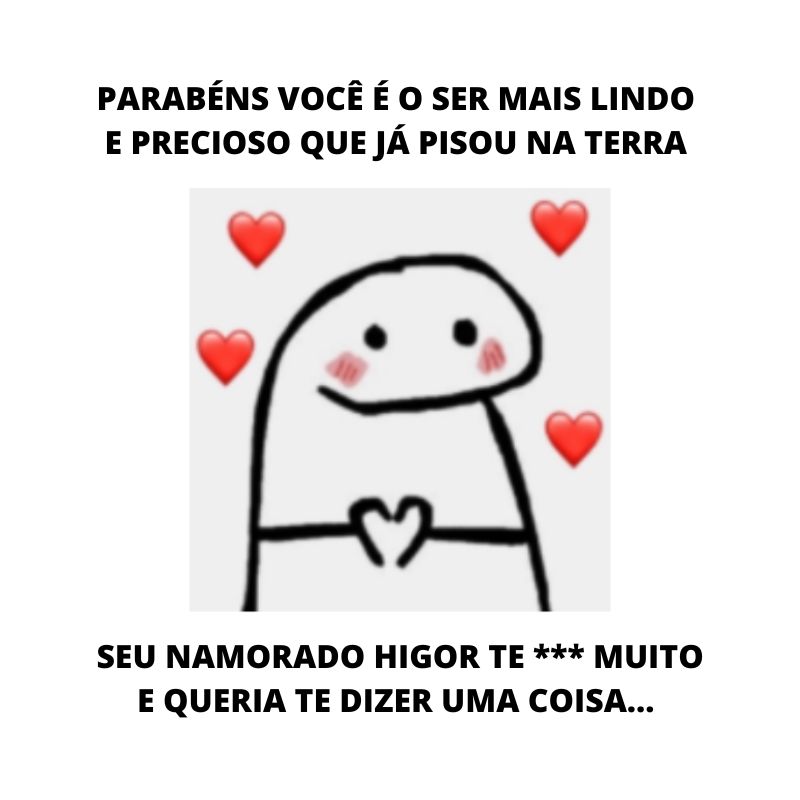 PARABÉNS VOCÊ É O SER MAIS LINDO
E PRECIOSO QUE JÁ PISOU NA TERRA
SEU NAMORADO HIGOR TE *** MUITO
E QUERIA TE DIZER UMA COISA...